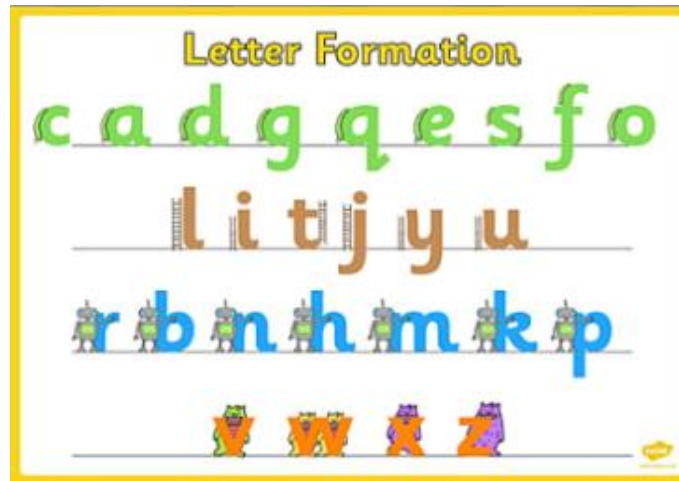 Letter Formation
c a d g q e s f o
l i t j y u
r b n h m k p
v w x z